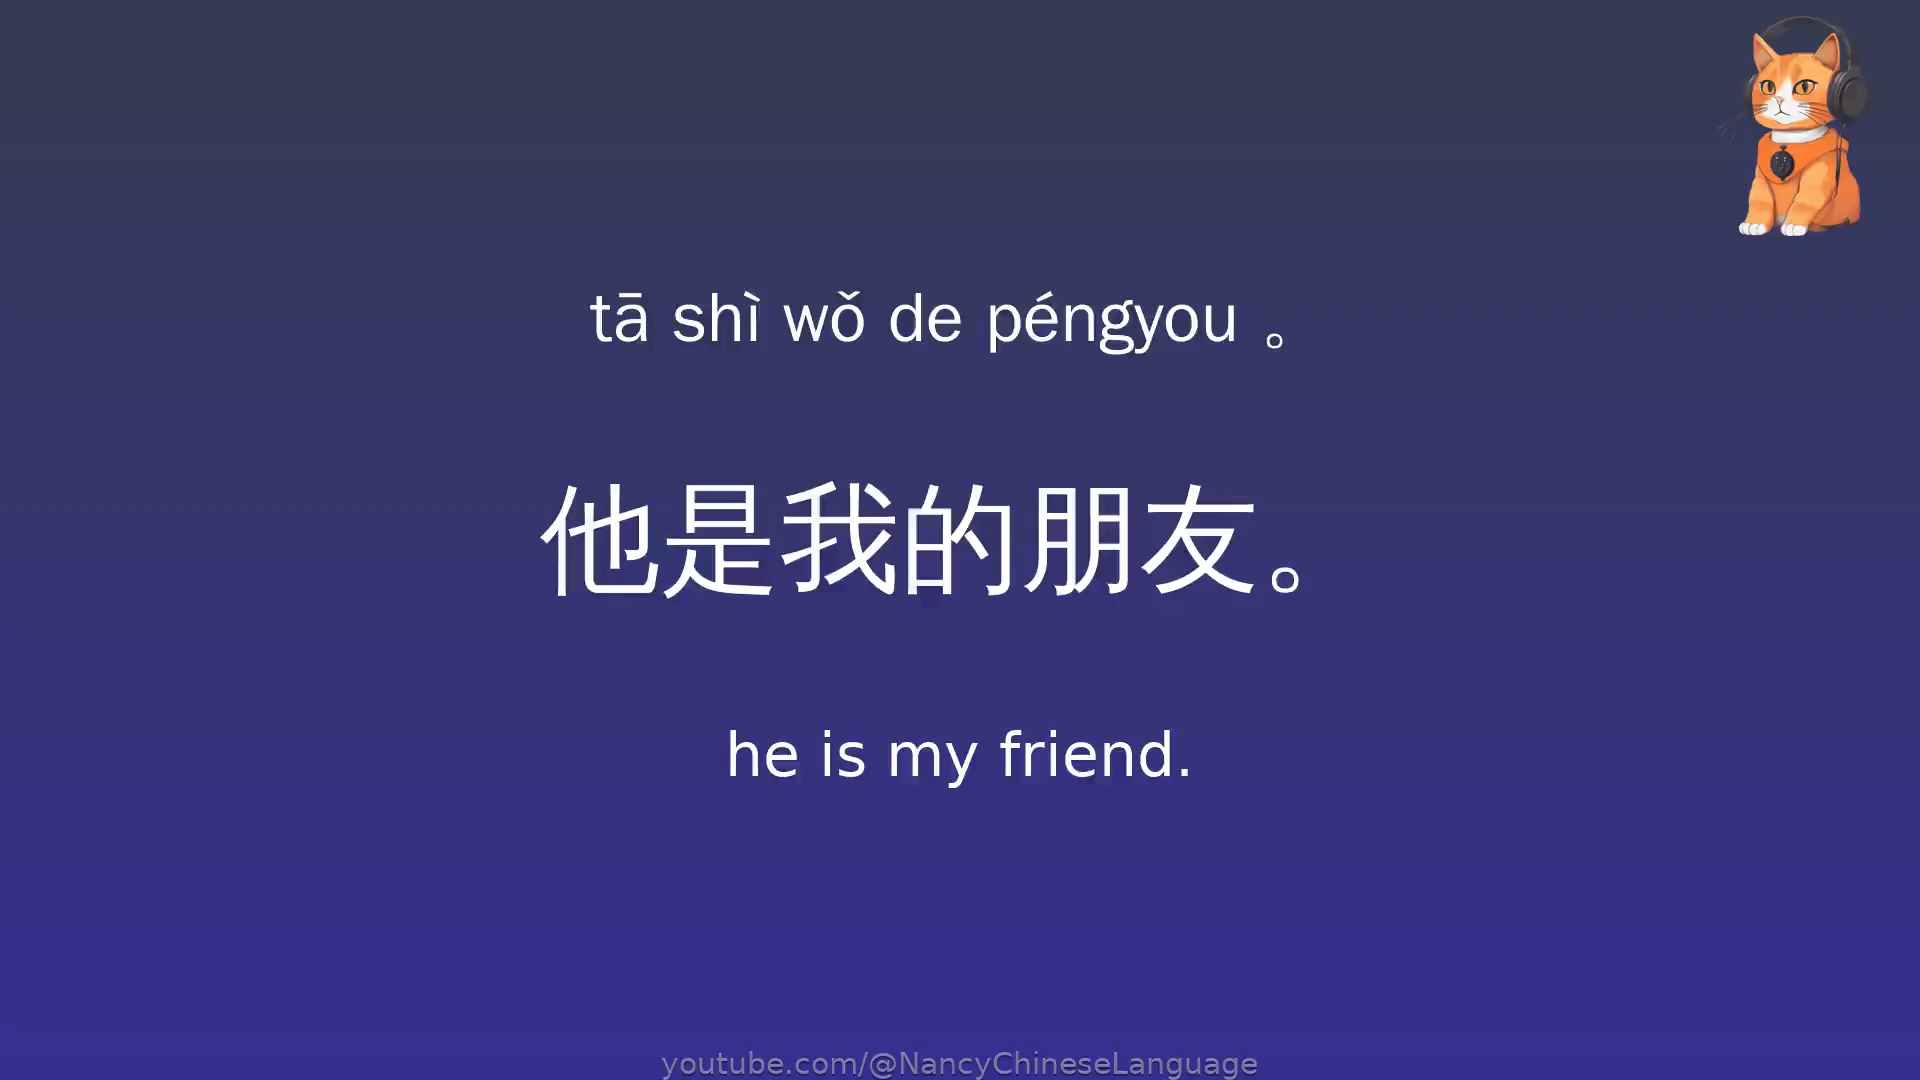 tā shì wǒ de péngyou 。
他是我的朋友。
he is my friend.
youtube.com/@NancyChineseLanguage